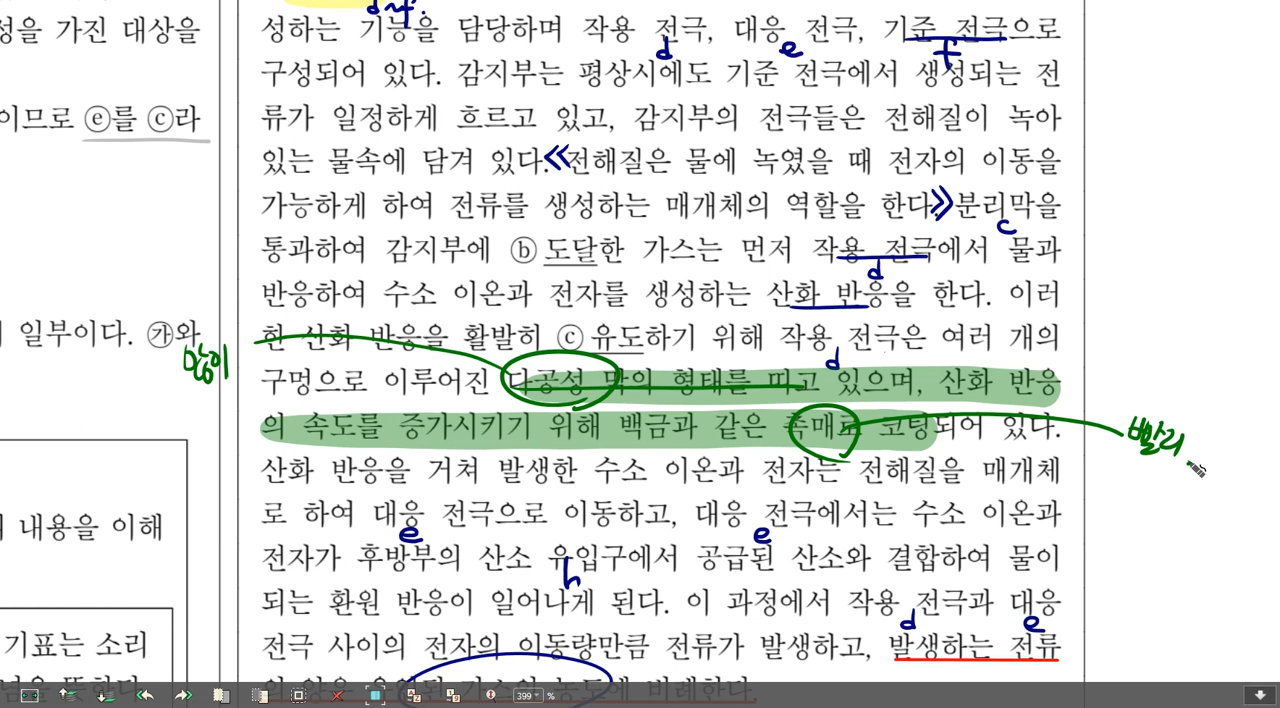 성을 가진 대상을
이므로 ⓔ를 ⓒ라
일부이다. ㉮와
내용을 이해
기표는 소리
성하는 기능을 담당하며 작용 전극, 대응 전극, 기준 전극으로
d e f
구성되어 있다. 감지부는 평상시에도 기준 전극에서 생성되는 전
류가 일정하게 흐르고 있고, 감지부의 전극들은 전해질이 녹아
있는 물속에 담겨 있다.≪전해질은 물에 녹였을 때 전자의 이동을
가능하게 하여 전류를 생성하는 매개체의 역할을 한다.≫분리막을
c
통과하여 감지부에 ⓑ 도달한 가스는 먼저 작용 전극에서 물과
d
반응하여 수소 이온과 전자를 생성하는 산화 반응을 한다. 이러
한 산화 반응을 활발히 ⓒ 유도하기 위해 작용 전극은 여러 개의
많이 d
구멍으로 이루어진 다공성 막의 형태를 띠고 있으며, 산화 반응
의 속도를 증가시키기 위해 백금과 같은 촉매로 코팅되어 있다.
빨리
산화 반응을 거쳐 발생한 수소 이온과 전자는 전해질을 매개체
로 하여 대응 전극으로 이동하고, 대응 전극에서는 수소 이온과
e e
전자가 후방부의 산소 유입구에서 공급된 산소와 결합하여 물이
h
되는 환원 반응이 일어나게 된다. 이 과정에서 작용 전극과 대응
d e
전극 사이의 전자의 이동량만큼 전류가 발생하고, 발생하는 전류
의 양은 유입된 가스의 농도에 비례한다.
399 %